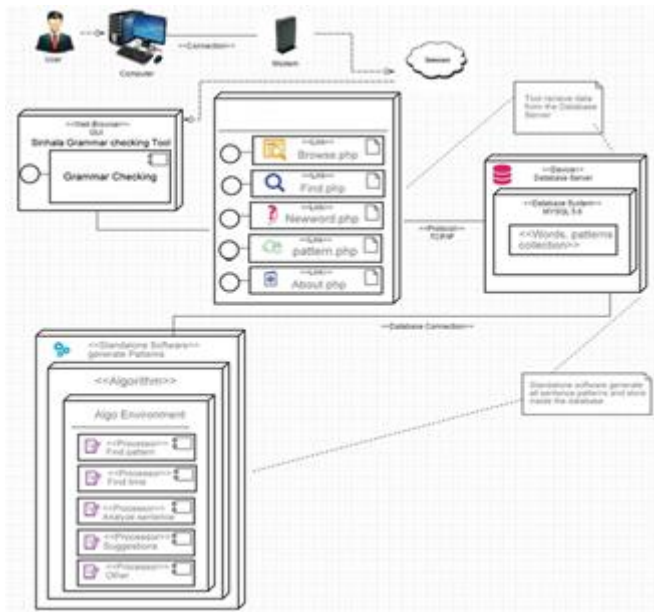 User
Computer
<<Connection>>
Modem
<<Web Browser>>
GUI
Sinhala Grammar checking Tool
Grammar Checking
<<Link>>
Browse.php
<<Link>>
Find.php
<<Link>>
Newword.php
<<Link>>
pattern.php
<<Link>>
About.php
Tool retrieve data
from the Database
Server
<<Protocol>>
TCP/IP
<<Device>>
Database Server
<<Database System>>
MYSQL 5.6
<<Words, patterns
collection>>
<<Database Connection>>
<<Standalone Software>>
generate Patterns
<<Algorithm>>
Algo Environment
<<Processor>>
Find pattern
<<Processor>>
Find time
<<Processor>>
Analyze sentence
<<Processor>>
Suggestions
<<Processor>>
Other
Standalone software generate
all sentence patterns and store
inside the database